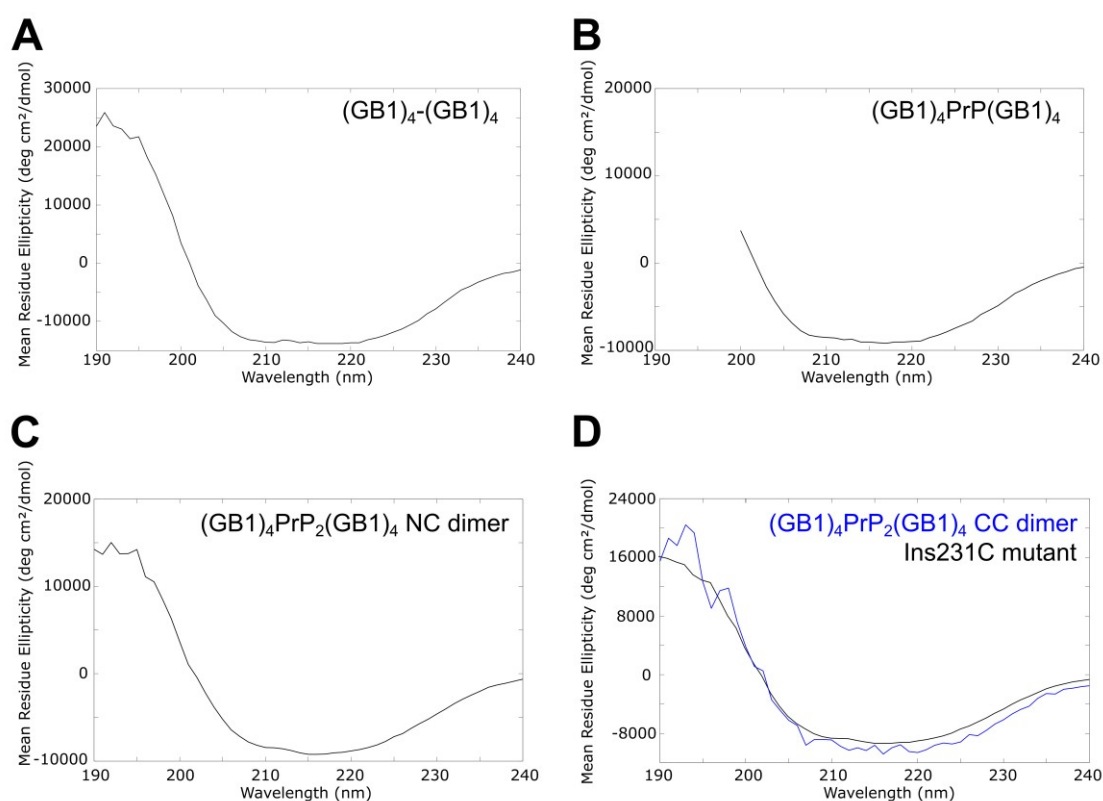 A
Mean Residue Ellipticity (deg cm²/dmol)
30000
20000
10000
0
-10000
190
200
210
220
230
240
Wavelength (nm)
(GB1)₄-(GB1)₄
B
Mean Residue Ellipticity (deg cm²/dmol)
20000
10000
0
-10000
190
200
210
220
230
240
Wavelength (nm)
(GB1)₄PrP(GB1)₄
C
Mean Residue Ellipticity (deg cm²/dmol)
20000
10000
0
-10000
190
200
210
220
230
240
Wavelength (nm)
(GB1)₄PrP₂(GB1)₄ NC dimer
D
Mean Residue Ellipticity (deg cm²/dmol)
24000
16000
8000
0
-8000
190
200
210
220
230
240
Wavelength (nm)
(GB1)₄PrP₂(GB1)₄ CC dimer
Ins231C mutant